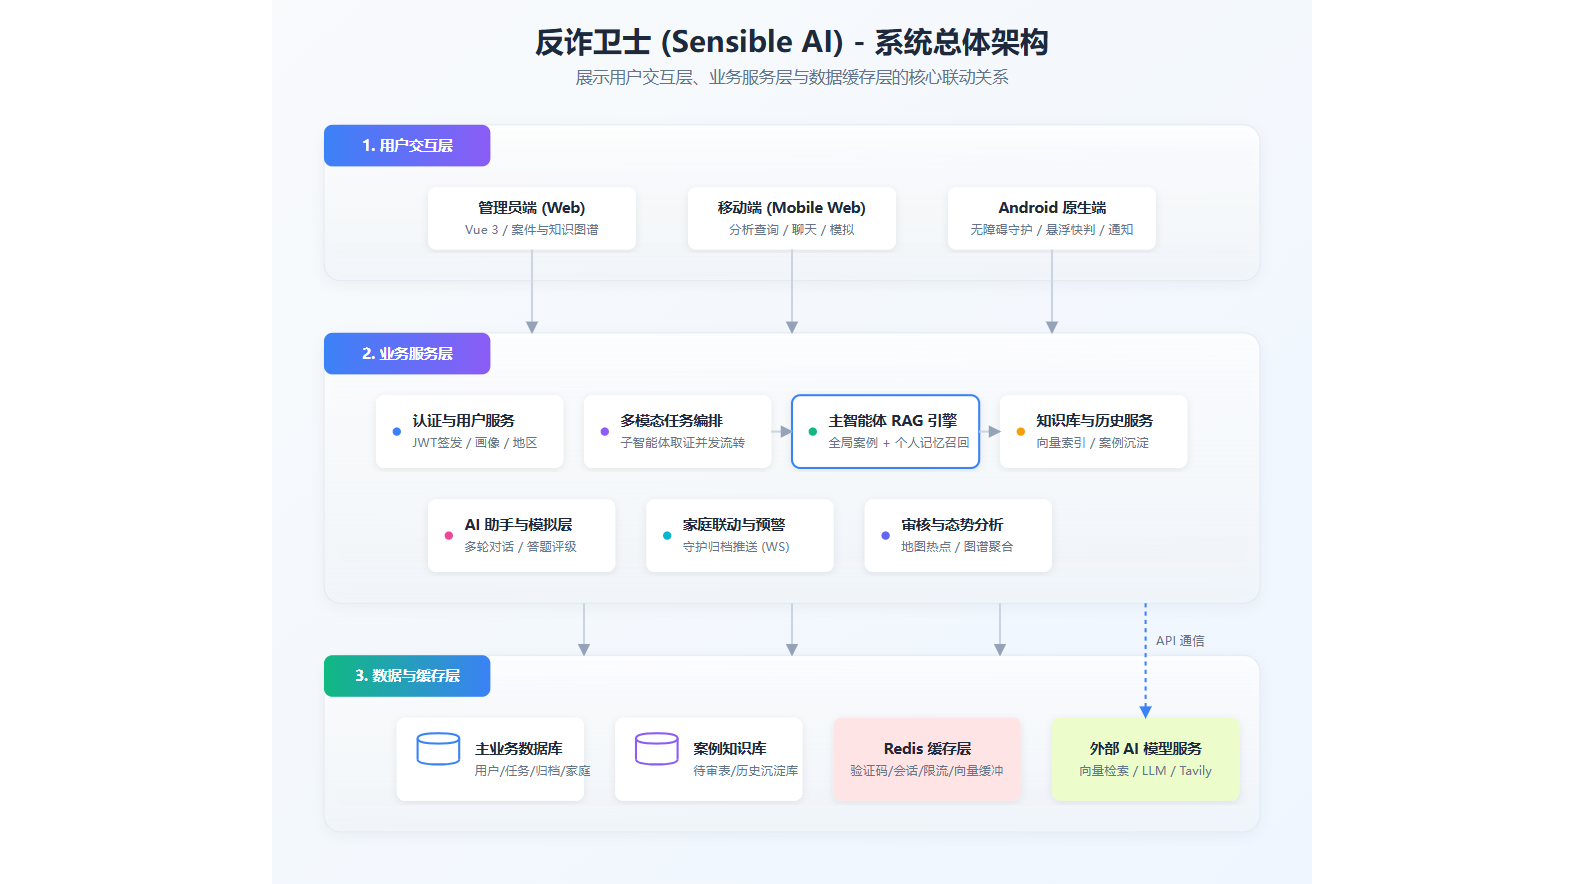 反诈卫士 (Sensible AI) - 系统总体架构
展示用户交互层、业务服务层与数据缓存层的核心联动关系
1. 用户交互层
管理员端 (Web)
Vue 3 / 案件与知识图谱
移动端 (Mobile Web)
分析查询 / 聊天 / 模拟
Android 原生端
无障碍守护 / 悬浮快判 / 通知
2. 业务服务层
认证与用户服务
JWT签发 / 画像 / 地区
多模态任务编排
子智能体取证并发流转
主智能体 RAG 引擎
全局案例 + 个人记忆召回
知识库与历史服务
向量索引 / 案例沉淀
AI 助手与模拟层
多轮对话 / 答题评级
家庭联动与预警
守护归档推送 (WS)
审核与态势分析
地图热点 / 图谱聚合
API 通信
3. 数据与缓存层
主业务数据库
用户/任务/归档/家庭
案例知识库
待审表/历史沉淀库
Redis 缓存层
验证码/会话/限流/向量缓冲
外部 AI 模型服务
向量检索 / LLM / Tavily